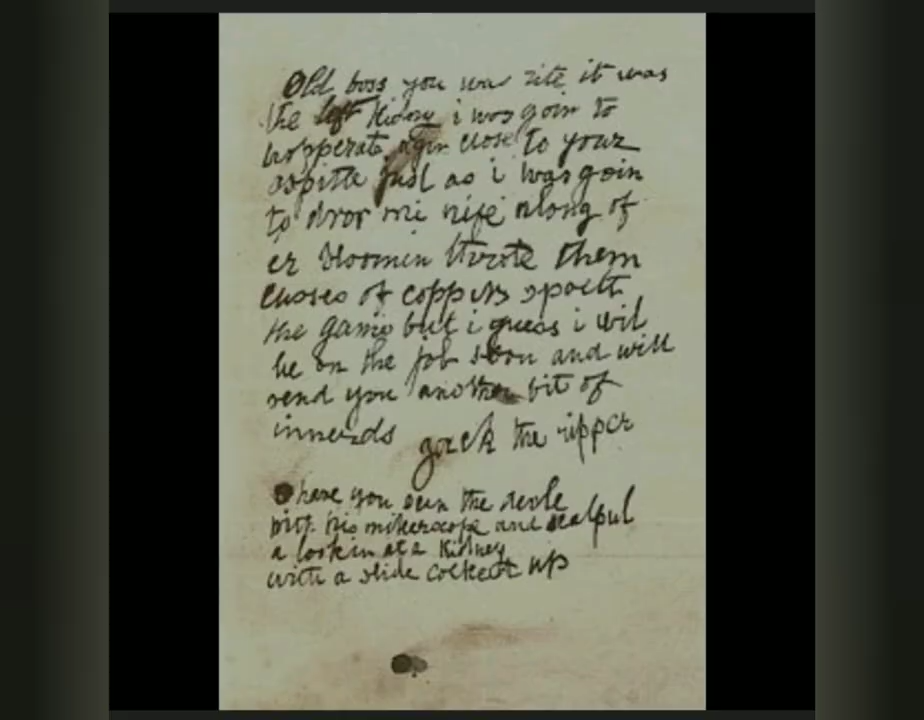 Old boss you was rite it was
the left Kidny i was goin to
hopperate agin close to your
ospitle just as i was goin
to dror mi nife along of
er bloomin throte them
cusses of coppers spoilt
the game but i guess i wil
be on the job soon and will
send you another bit of
innerds Jack the ripper
O have you seen the devle
with his mikerscope and scalpul
a lookin at a Kidney
with a slide cocked up